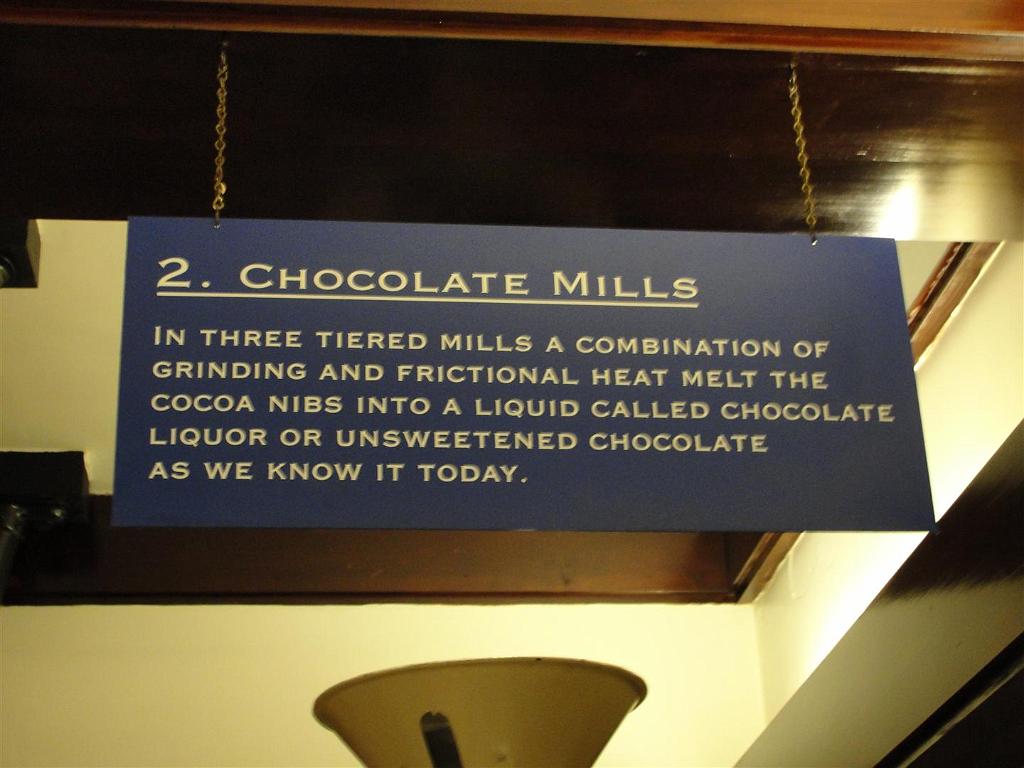 2. Chocolate Mills
In three tiered mills a combination of
grinding and frictional heat melt the
cocoa nibs into a liquid called chocolate
liquor or unsweetened chocolate
as we know it today.